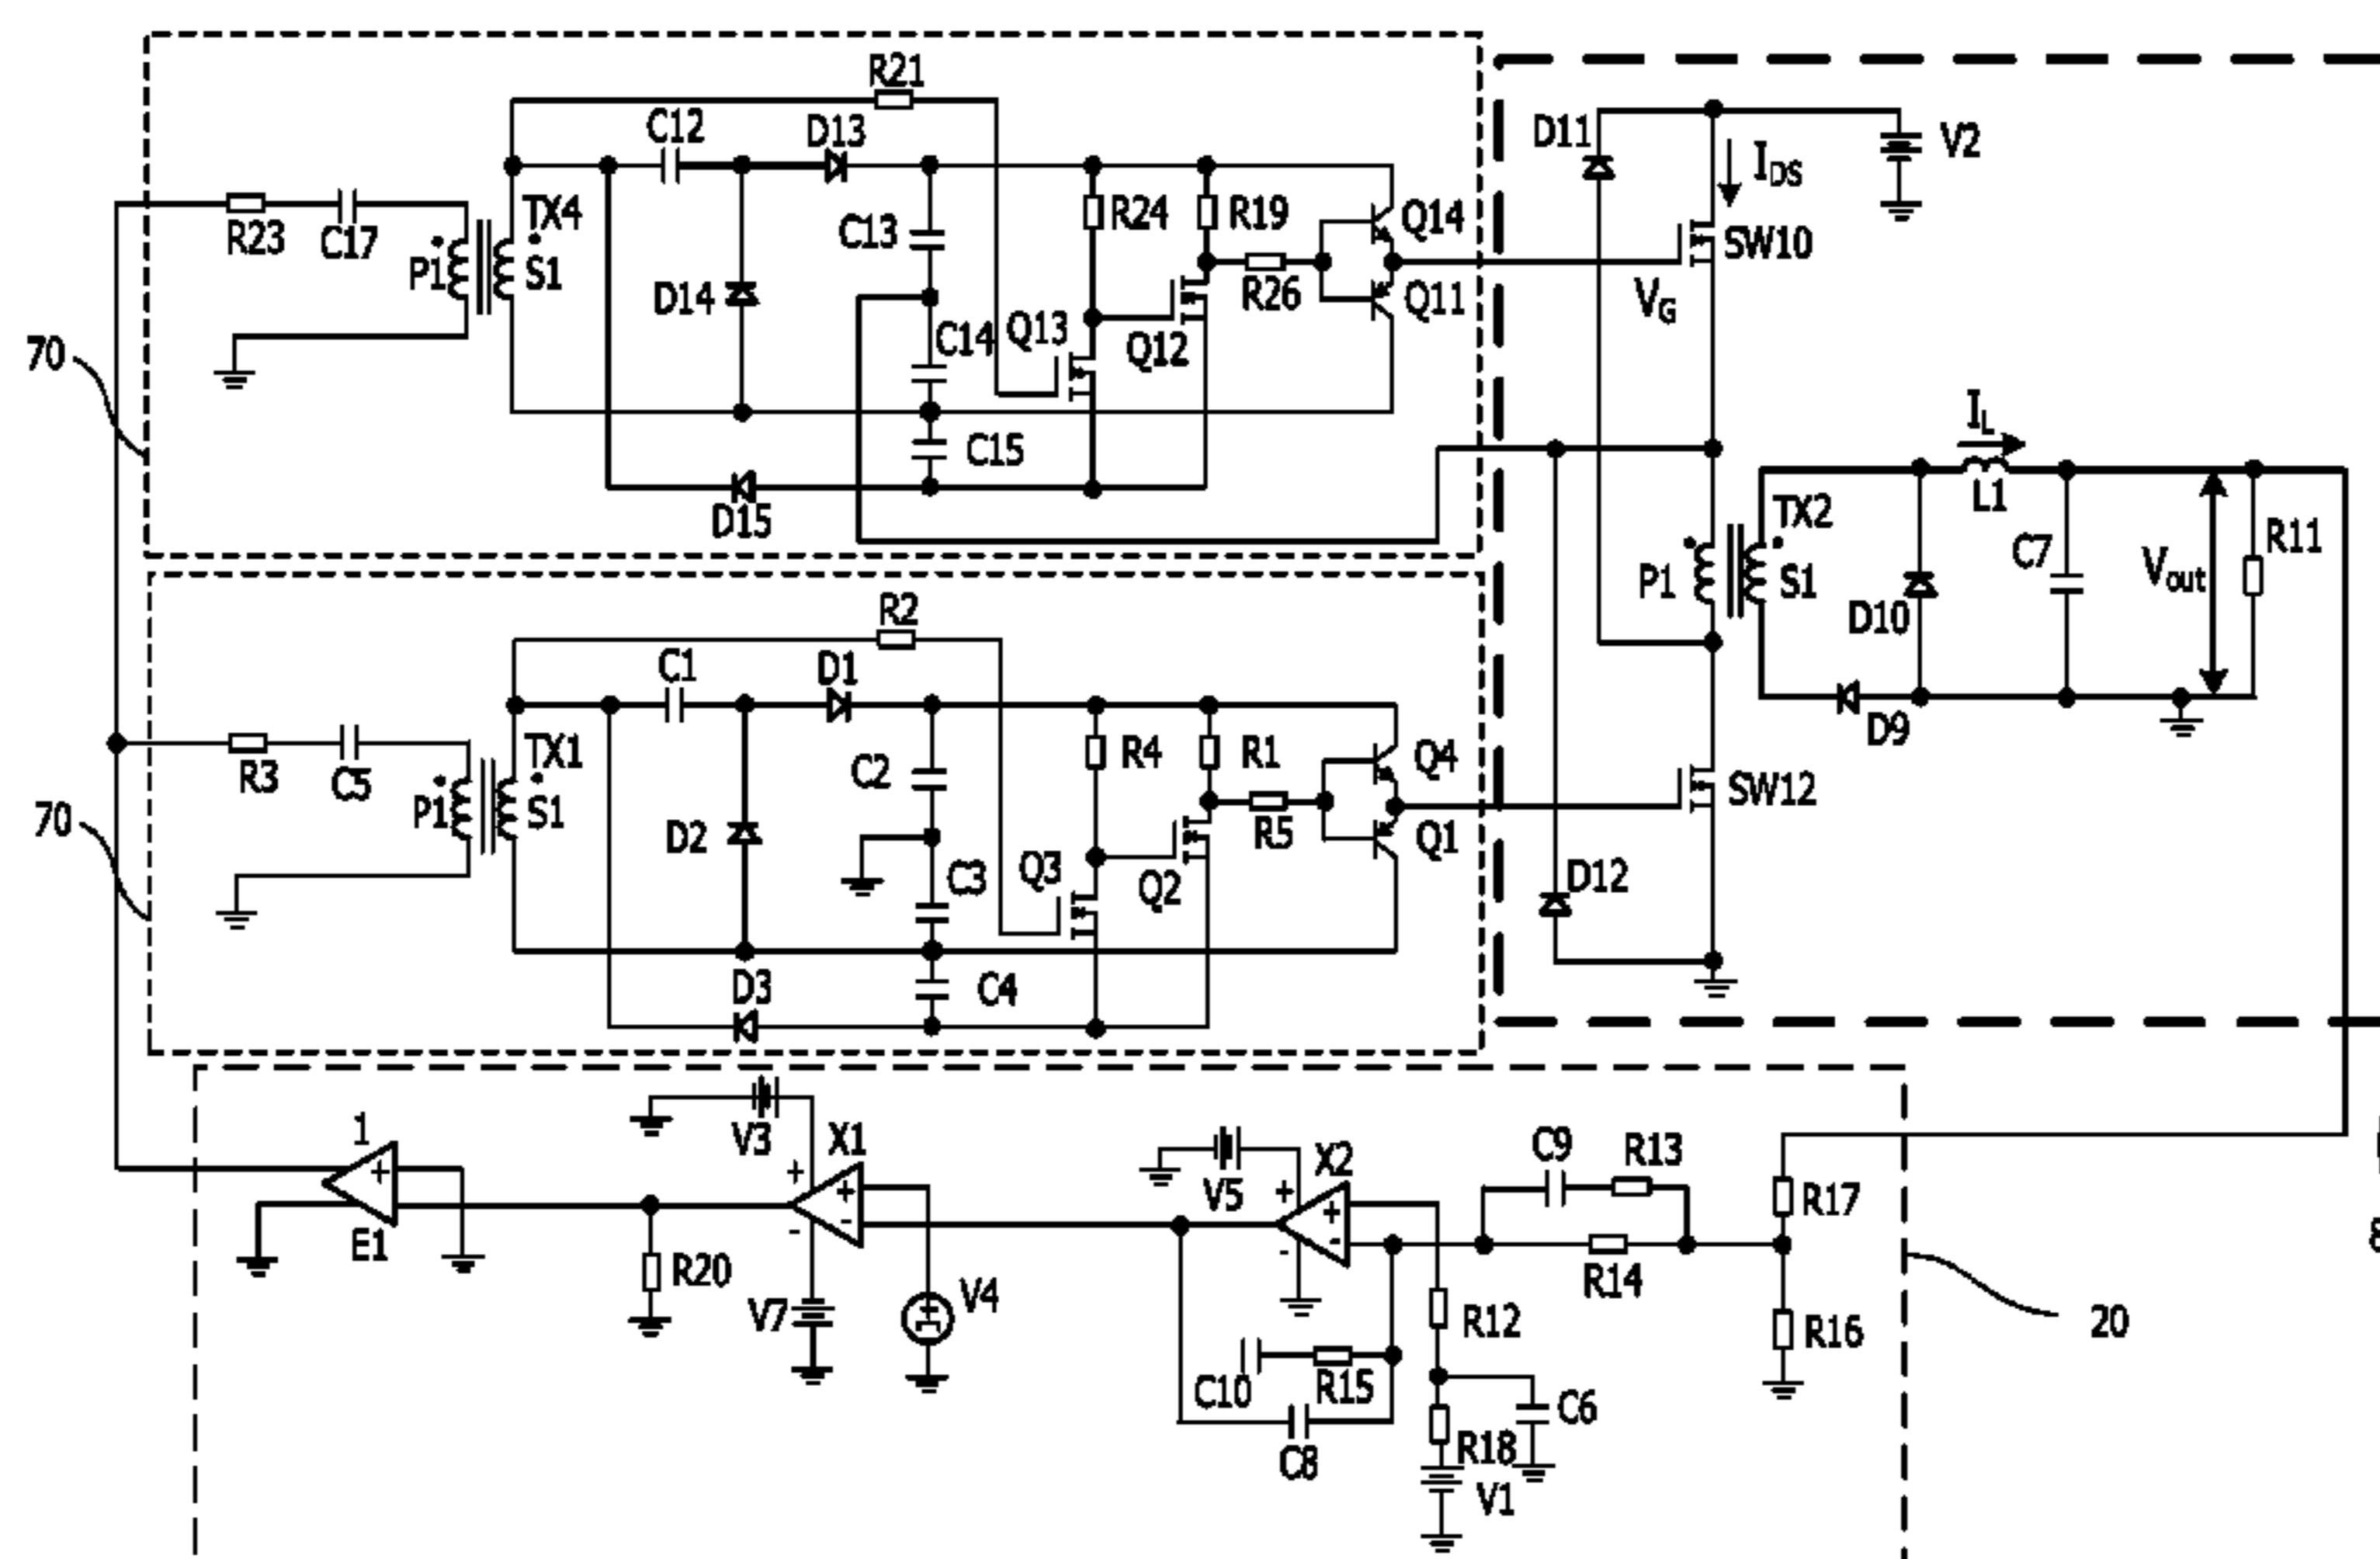 R21
C12
D13
D11
V2
IDS
R23
C17
TX4
P1
S1
C13
R24
R19
Q14
SW10
D14
R26
Q11
VG
C14
Q13
Q12
70
C15
D15
IL
L1
TX2
P1
S1
D10
C7
Vout
R11
R2
C1
D1
D9
R3
C5
TX1
P1
S1
C2
R4
R1
Q4
SW12
D2
R5
Q1
70
C3
Q3
Q2
D12
D3
C4
1
V3
X1
X2
C9
R13
V5
R17
E1
+
+
+
-
-
+
+
-
-
R20
V7
V4
+
R14
R12
R16
20
C10
R15
C6
R18
C8
V1